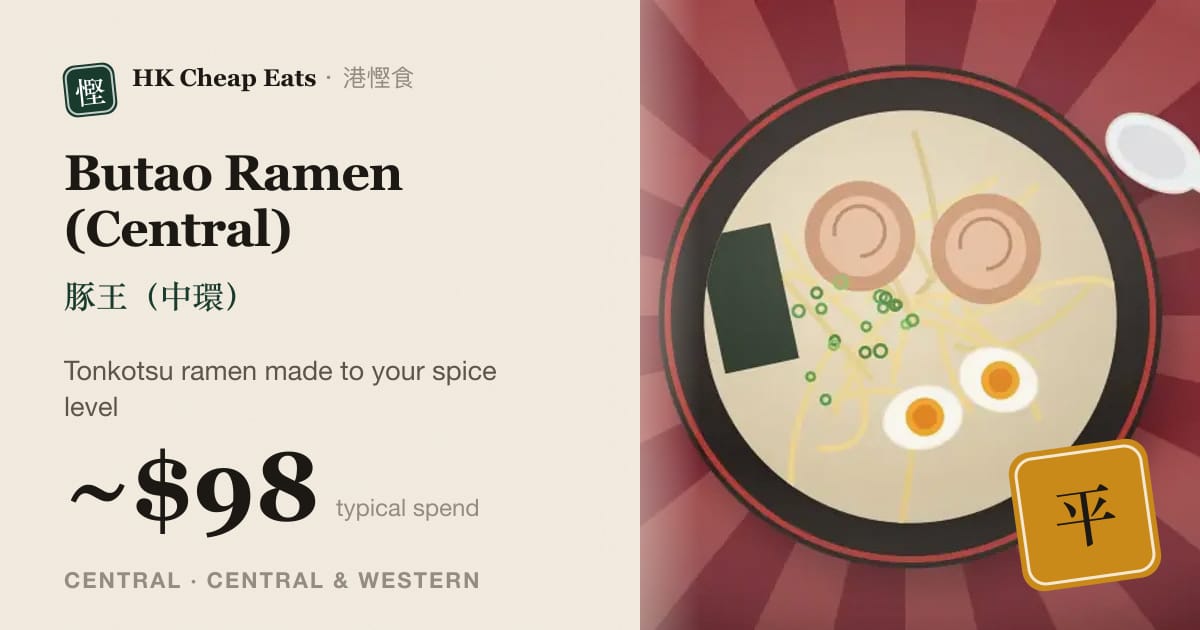 慳
HK Cheap Eats · 港慳食
Butao Ramen
(Central)
豚王（中環）
Tonkotsu ramen made to your spice
level
~$98 typical spend
CENTRAL · CENTRAL & WESTERN
平